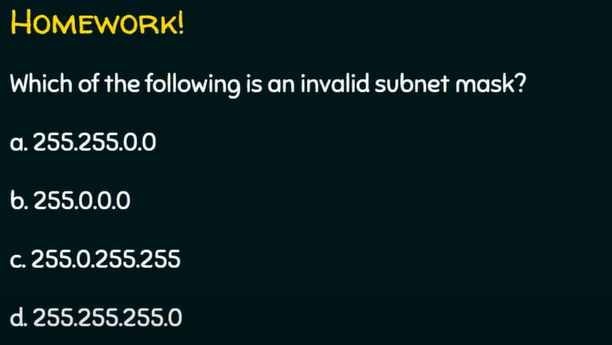 HOMEWORK!
Which of the following is an invalid subnet mask?
a. 255.255.0.0
b. 255.0.0.0
c. 255.0.255.255
d. 255.255.255.0